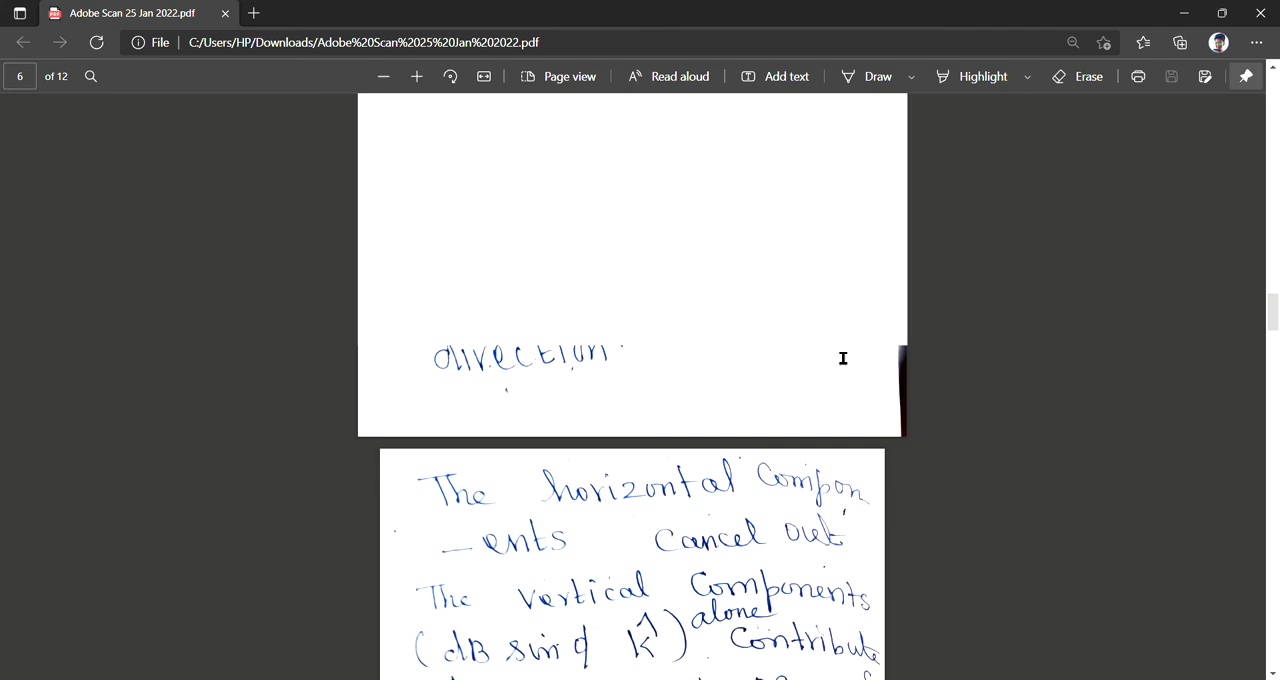 Adobe Scan 25 Jan 2022.pdf
File C:/Users/HP/Downloads/Adobe%20Scan%2025%20Jan%202022.pdf
6 of 12 Page view Read aloud Add text Draw Highlight Erase
direction.
The horizontal Compon
-ents Cancel out
The vertical Components
alone
(dB sin φ k̂) Contribute